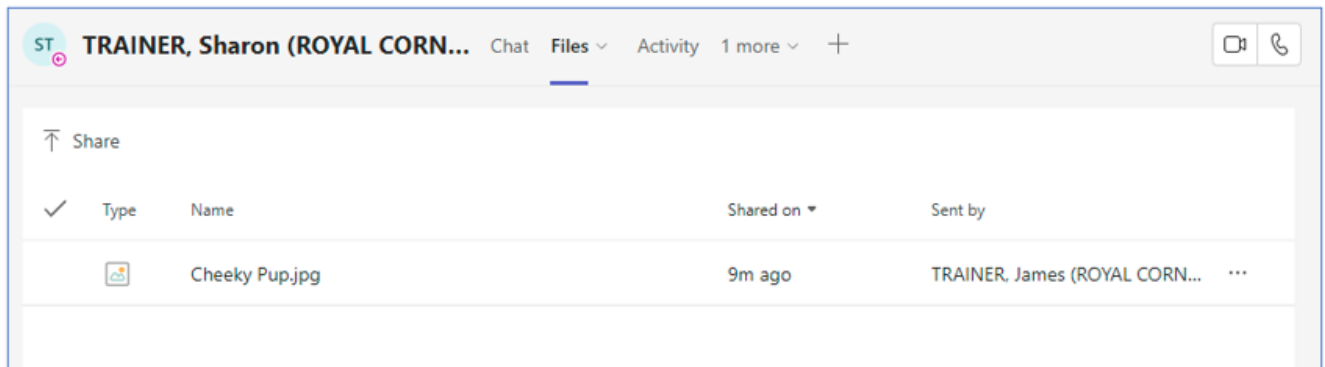 ST TRAINER, Sharon (ROYAL CORN... Chat Files Activity 1 more
Share
Type Name Shared on Sent by
Cheeky Pup.jpg 9m ago TRAINER, James (ROYAL CORN... ...